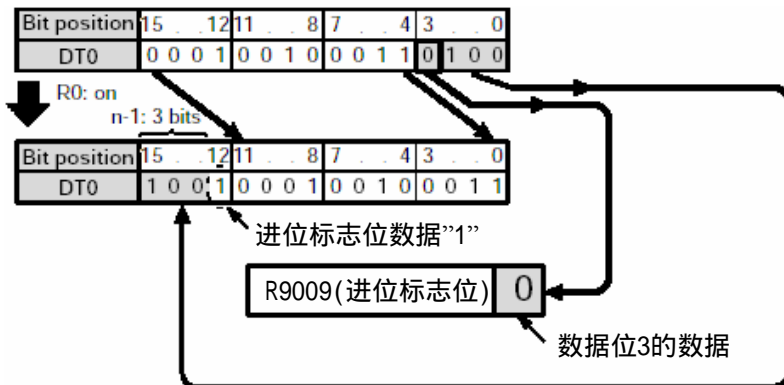 Bit position 15 . . 12 11 . . 8 7 . . 4 3 . . 0
DT0 0 0 0 1 0 0 1 0 0 0 1 1 0 1 0 0
R0: on
n-1: 3 bits
Bit position 15 . . 12 11 . . 8 7 . . 4 3 . . 0
DT0 1 0 0 1 0 0 0 1 0 0 1 0 0 0 1 1
进位标志位数据”1”
R9009(进位标志位) 0
数据位3的数据